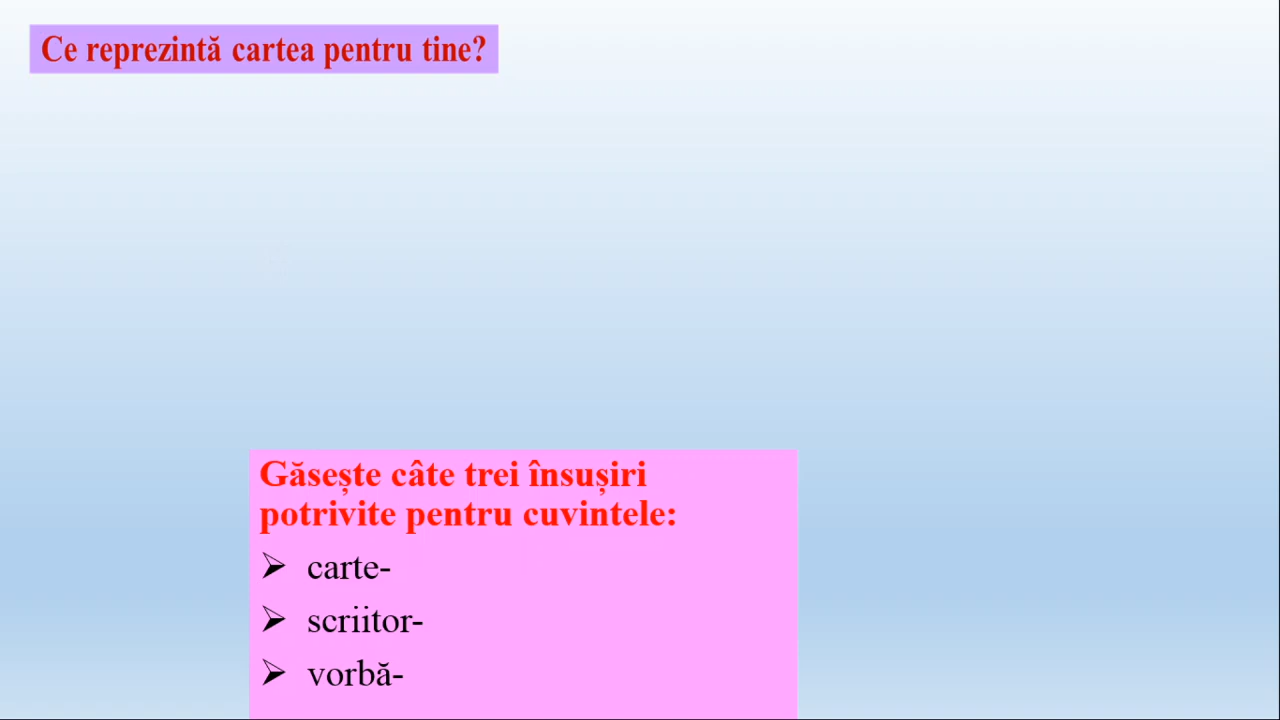 Ce reprezintă cartea pentru tine?
Găsește câte trei însușiri
potrivite pentru cuvintele:
➢ carte-
➢ scriitor-
➢ vorbă-